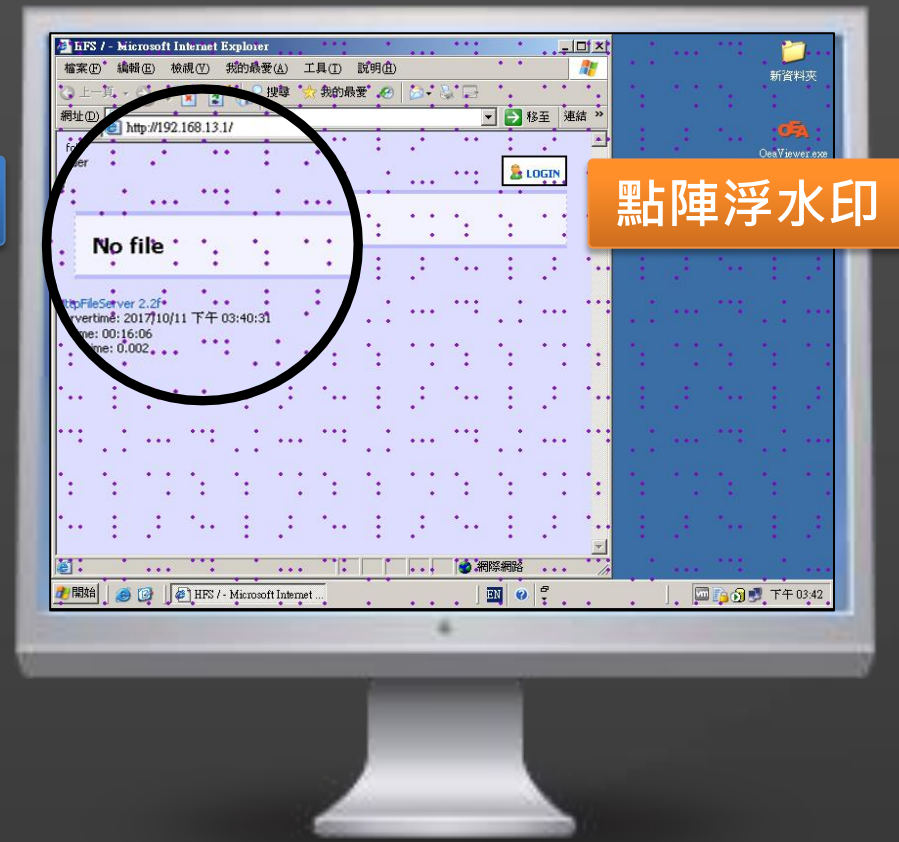 HFS / - Microsoft Internet Explorer
檔案(F) 編輯(E) 檢視(V) 我的最愛(A) 工具(T) 說明(H)
搜尋 我的最愛
網址(D) http://192.168.13.1/ 移至 連結 »
LOGIN
No file
HttpFileServer 2.2f
servertime: 2017/10/11 下午 03:40:31
00:16:06
0.002
網際網路
開始 HFS / - Microsoft Internet ... EN 下午 03:42
新資料夾
OEA
OeaViewer.exe
點陣浮水印